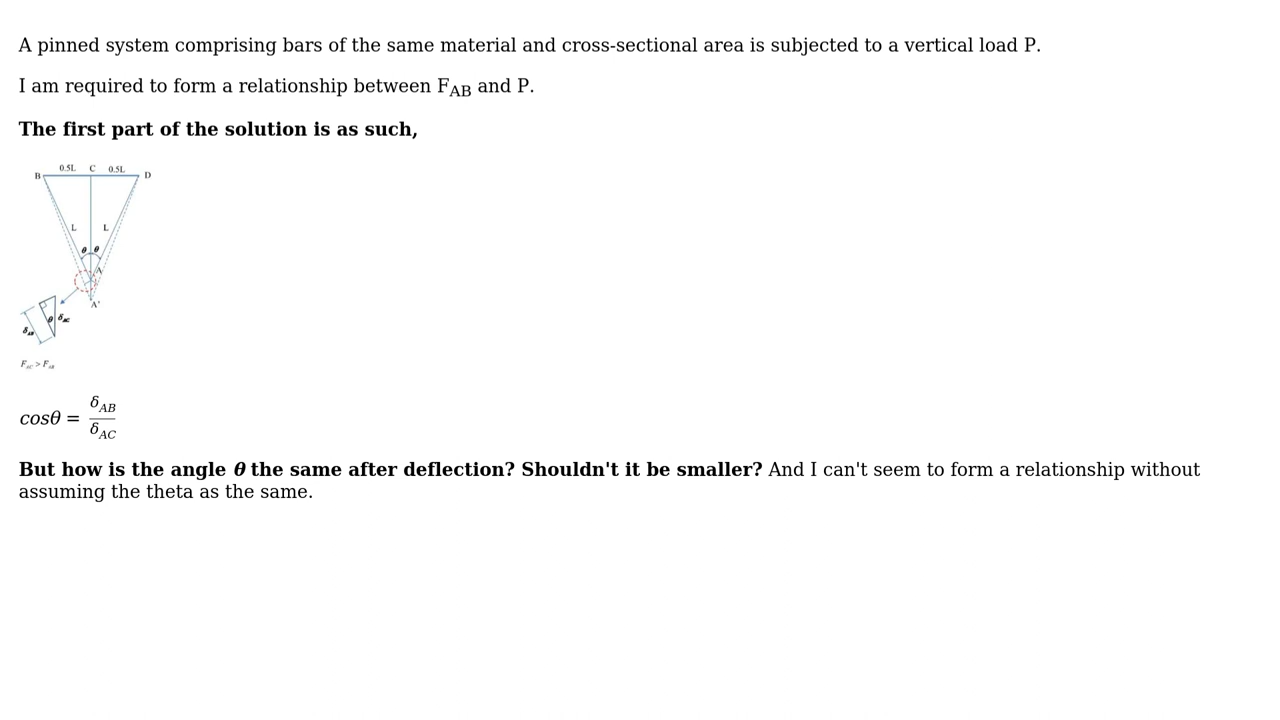 A pinned system comprising bars of the same material and cross-sectional area is subjected to a vertical load P.
I am required to form a relationship between F_AB and P.
The first part of the solution is as such,
0.5L C 0.5L
B D
L L
θ θ
A
A'
θ δ_AC
δ_AB
F_AC > F_AB
cosθ = δ_AB / δ_AC
But how is the angle θ the same after deflection? Shouldn't it be smaller? And I can't seem to form a relationship without
assuming the theta as the same.